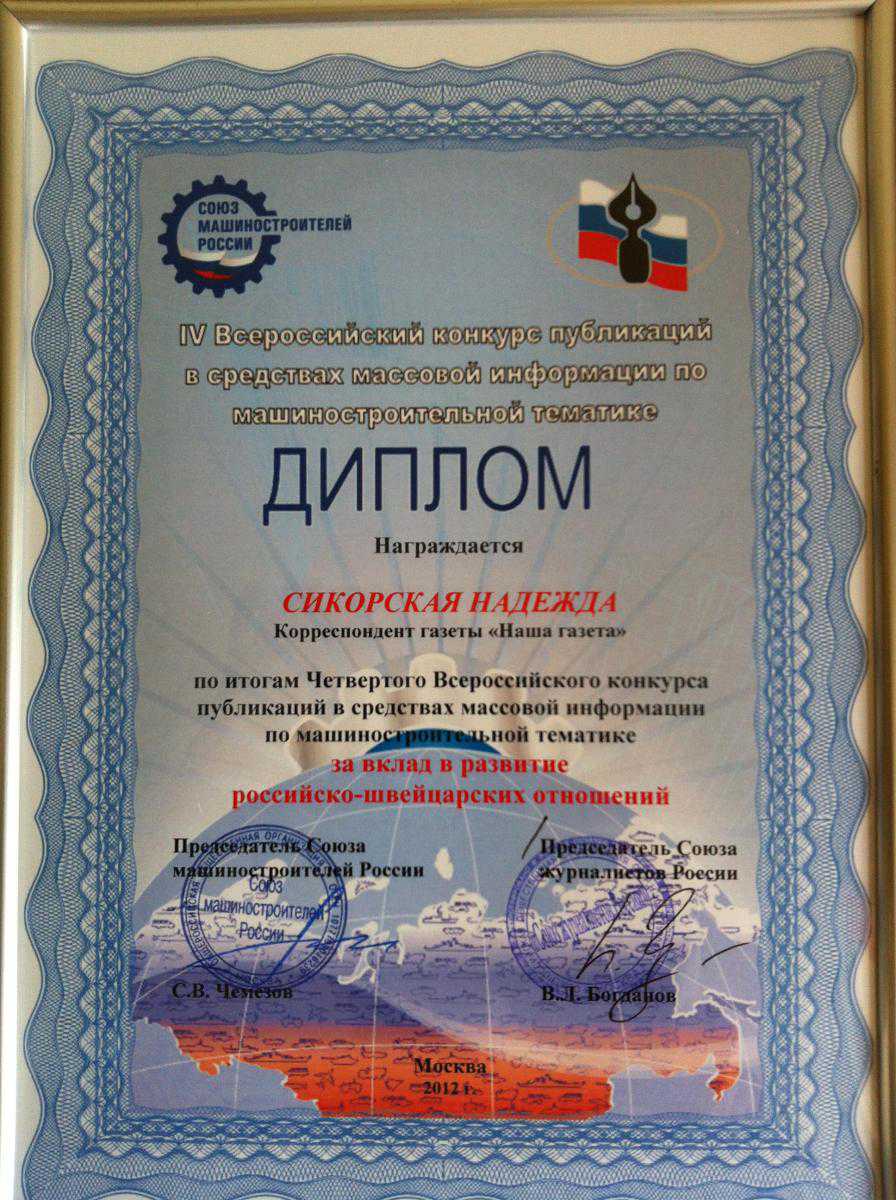 СОЮЗ
МАШИНОСТРОИТЕЛЕЙ
РОССИИ
IV Всероссийский конкурс публикаций
в средствах массовой информации по
машиностроительной тематике
ДИПЛОМ
Награждается
СИКОРСКАЯ НАДЕЖДА
Корреспондент газеты «Наша газета»
по итогам Четвертого Всероссийского конкурса
публикаций в средствах массовой информации
по машиностроительной тематике
за вклад в развитие
российско-швейцарских отношений
Председатель Союза
машиностроителей России
Председатель Союза
журналистов России
Союз
машиностроителей
России
С.В. Чемезов
В.Л. Богданов
Москва
2012 г.